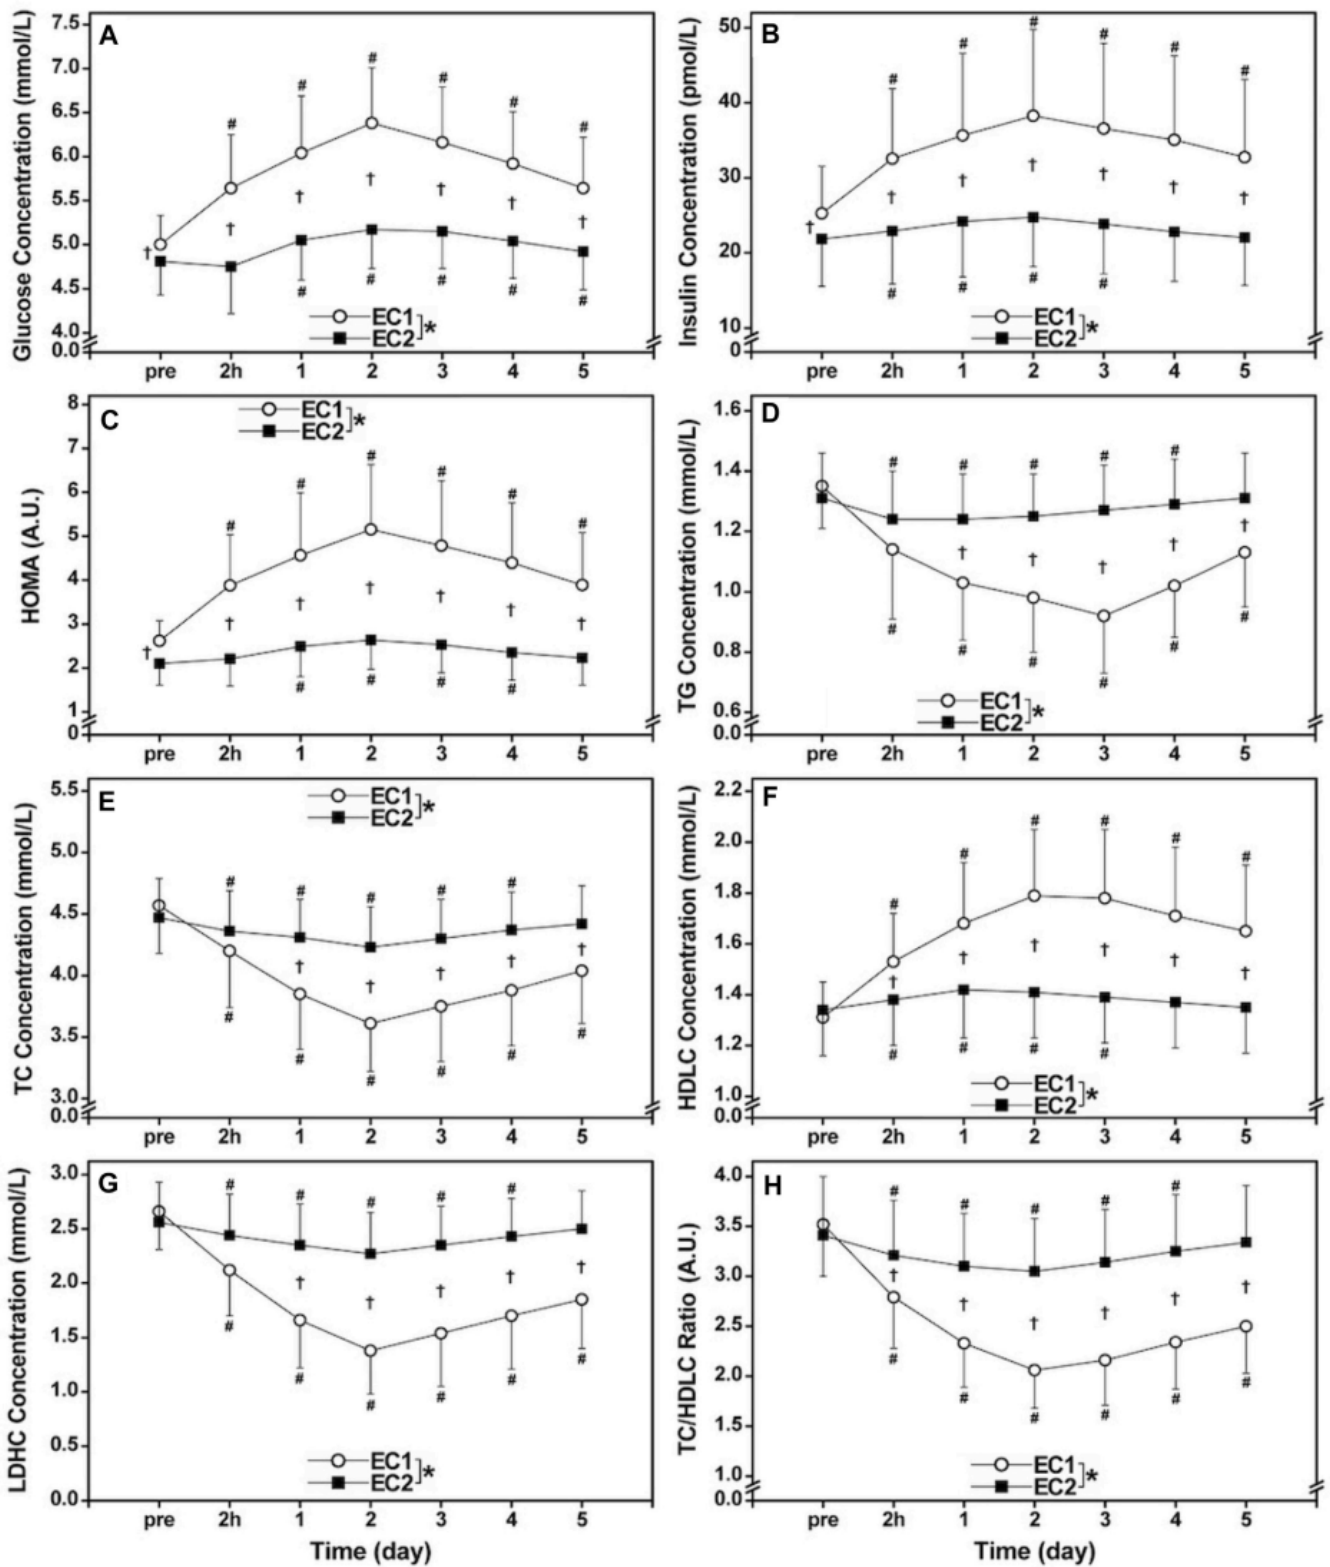 A
Glucose Concentration (mmol/L)
7.5
7.0
6.5
6.0
5.5
5.0
4.5
4.0
0.0
# # # # # #
† † † † † † †
# # # # #
EC1
EC2
*
pre 2h 1 2 3 4 5
B
Insulin Concentration (pmol/L)
50
40
30
20
10
0
# # # # # #
† † † † † † †
# # # #
EC1
EC2
*
pre 2h 1 2 3 4 5
C
HOMA (A.U.)
8
7
6
5
4
3
2
1
0
EC1
EC2
*
# # # # # #
† † † † † † †
# # # #
pre 2h 1 2 3 4 5
D
TG Concentration (mmol/L)
1.6
1.4
1.2
1.0
0.8
0.6
0
# # # # #
† † † † †
# # # # # #
EC1
EC2
*
pre 2h 1 2 3 4 5
E
TC Concentration (mmol/L)
5.5
5.0
4.5
4.0
3.5
3.0
0.0
EC1
EC2
*
# # # # #
† † † † †
# # # # # #
pre 2h 1 2 3 4 5
F
HDLC Concentration (mmol/L)
2.2
2.0
1.8
1.6
1.4
1.2
1.0
0.0
# # # # # #
† † † † † †
# # # #
EC1
EC2
*
pre 2h 1 2 3 4 5
G
LDHC Concentration (mmol/L)
3.0
2.5
2.0
1.5
1.0
0.5
0.0
# # # # #
† † † † †
# # # # # #
EC1
EC2
*
pre 2h 1 2 3 4 5
Time (day)
H
TC/HDLC Ratio (A.U.)
4.0
3.5
3.0
2.5
2.0
1.5
1.0
0.0
# # # # #
† † † † † †
# # # # # #
EC1
EC2
*
pre 2h 1 2 3 4 5
Time (day)